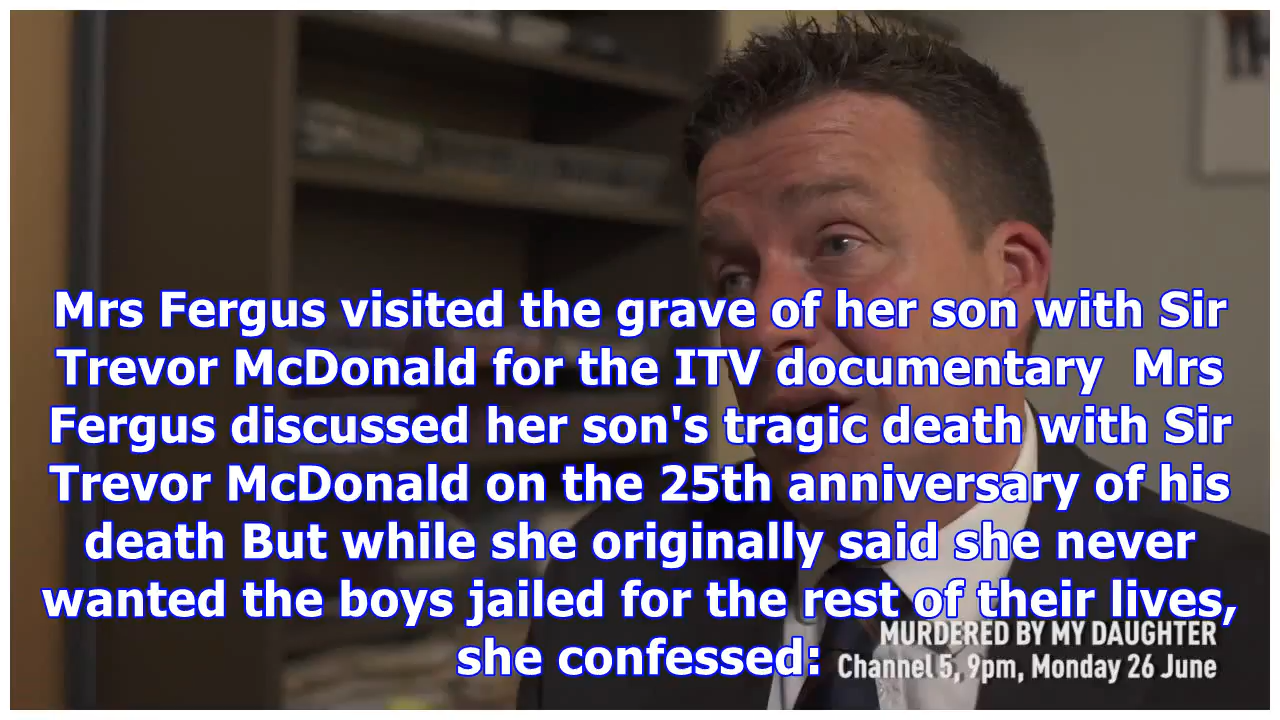 Mrs Fergus visited the grave of her son with Sir
Trevor McDonald for the ITV documentary  Mrs
Fergus discussed her son's tragic death with Sir
Trevor McDonald on the 25th anniversary of his
death But while she originally said she never
wanted the boys jailed for the rest of their lives,
she confessed:
MURDERED BY MY DAUGHTER
Channel 5, 9pm, Monday 26 June